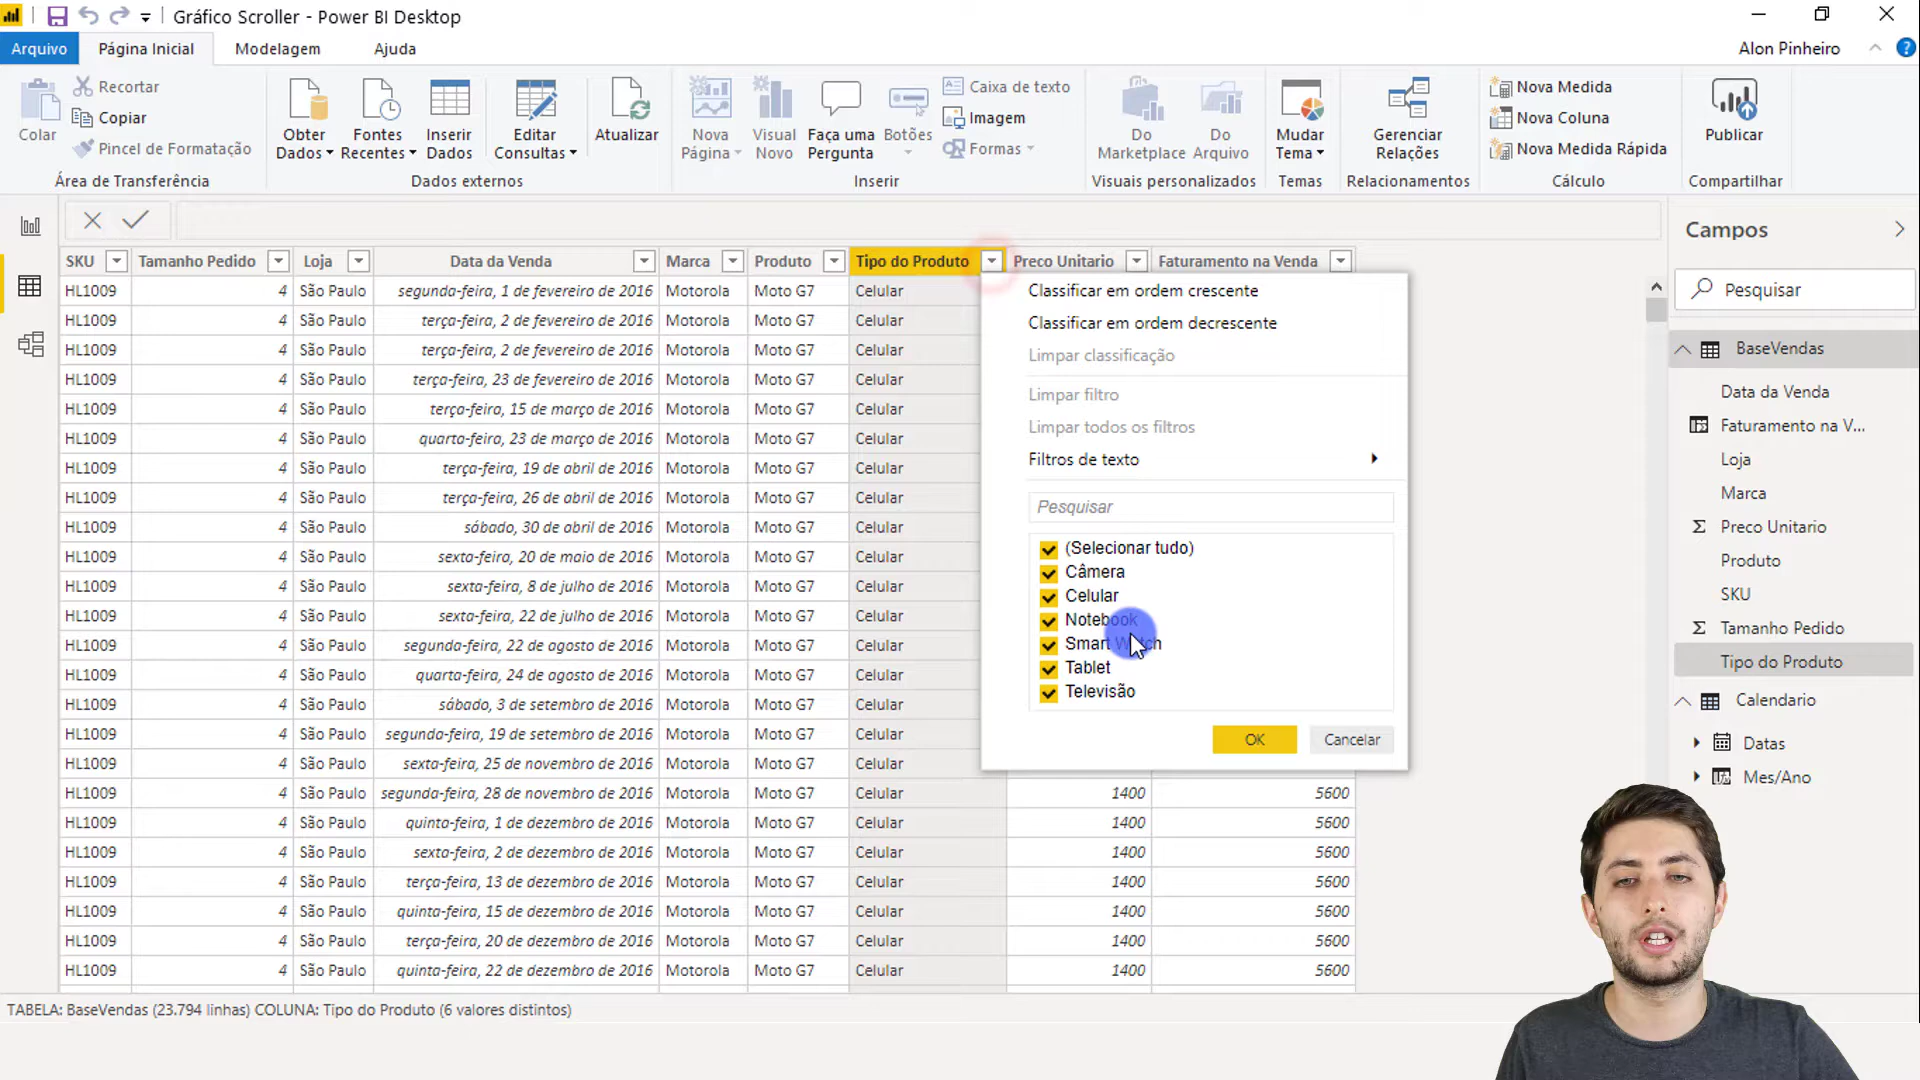 Gráfico Scroller - Power BI Desktop
Arquivo Página Inicial Modelagem Ajuda Alon Pinheiro
Colar
Recortar
Copiar
Pincel de Formatação
Área de Transferência
Obter Dados
Fontes Recentes
Inserir Dados
Editar Consultas
Atualizar
Dados externos
Nova Página
Visual Novo
Faça uma Pergunta
Botões
Caixa de texto
Imagem
Formas
Inserir
Do Marketplace
Do Arquivo
Visuais personalizados
Mudar Tema
Temas
Gerenciar Relações
Relacionamentos
Nova Medida
Nova Coluna
Nova Medida Rápida
Cálculo
Publicar
Compartilhar
SKU Tamanho Pedido Loja Data da Venda Marca Produto Tipo do Produto Preco Unitario Faturamento na Venda
HL1009 4 São Paulo segunda-feira, 1 de fevereiro de 2016 Motorola Moto G7 Celular
HL1009 4 São Paulo terça-feira, 2 de fevereiro de 2016 Motorola Moto G7 Celular
HL1009 4 São Paulo terça-feira, 2 de fevereiro de 2016 Motorola Moto G7 Celular
HL1009 4 São Paulo terça-feira, 23 de fevereiro de 2016 Motorola Moto G7 Celular
HL1009 4 São Paulo terça-feira, 15 de março de 2016 Motorola Moto G7 Celular
HL1009 4 São Paulo quarta-feira, 23 de março de 2016 Motorola Moto G7 Celular
HL1009 4 São Paulo terça-feira, 19 de abril de 2016 Motorola Moto G7 Celular
HL1009 4 São Paulo terça-feira, 26 de abril de 2016 Motorola Moto G7 Celular
HL1009 4 São Paulo sábado, 30 de abril de 2016 Motorola Moto G7 Celular
HL1009 4 São Paulo sexta-feira, 20 de maio de 2016 Motorola Moto G7 Celular
HL1009 4 São Paulo sexta-feira, 8 de julho de 2016 Motorola Moto G7 Celular
HL1009 4 São Paulo sexta-feira, 22 de julho de 2016 Motorola Moto G7 Celular
HL1009 4 São Paulo segunda-feira, 22 de agosto de 2016 Motorola Moto G7 Celular
HL1009 4 São Paulo quarta-feira, 24 de agosto de 2016 Motorola Moto G7 Celular
HL1009 4 São Paulo sábado, 3 de setembro de 2016 Motorola Moto G7 Celular
HL1009 4 São Paulo segunda-feira, 19 de setembro de 2016 Motorola Moto G7 Celular
HL1009 4 São Paulo sexta-feira, 25 de novembro de 2016 Motorola Moto G7 Celular
HL1009 4 São Paulo segunda-feira, 28 de novembro de 2016 Motorola Moto G7 Celular 1400 5600
HL1009 4 São Paulo quinta-feira, 1 de dezembro de 2016 Motorola Moto G7 Celular 1400 5600
HL1009 4 São Paulo sexta-feira, 2 de dezembro de 2016 Motorola Moto G7 Celular 1400 5600
HL1009 4 São Paulo terça-feira, 13 de dezembro de 2016 Motorola Moto G7 Celular 1400 5600
HL1009 4 São Paulo quinta-feira, 15 de dezembro de 2016 Motorola Moto G7 Celular 1400 5600
HL1009 4 São Paulo terça-feira, 20 de dezembro de 2016 Motorola Moto G7 Celular 1400 5600
HL1009 4 São Paulo quinta-feira, 22 de dezembro de 2016 Motorola Moto G7 Celular 1400 5600
Classificar em ordem crescente
Classificar em ordem decrescente
Limpar classificação
Limpar filtro
Limpar todos os filtros
Filtros de texto
Pesquisar
(Selecionar tudo)
Câmera
Celular
Notebook
Smart Watch
Tablet
Televisão
OK Cancelar
Campos
Pesquisar
BaseVendas
Data da Venda
Faturamento na V...
Loja
Marca
Preco Unitario
Produto
SKU
Tamanho Pedido
Tipo do Produto
Calendario
Datas
Mes/Ano
TABELA: BaseVendas (23.794 linhas) COLUNA: Tipo do Produto (6 valores distintos)